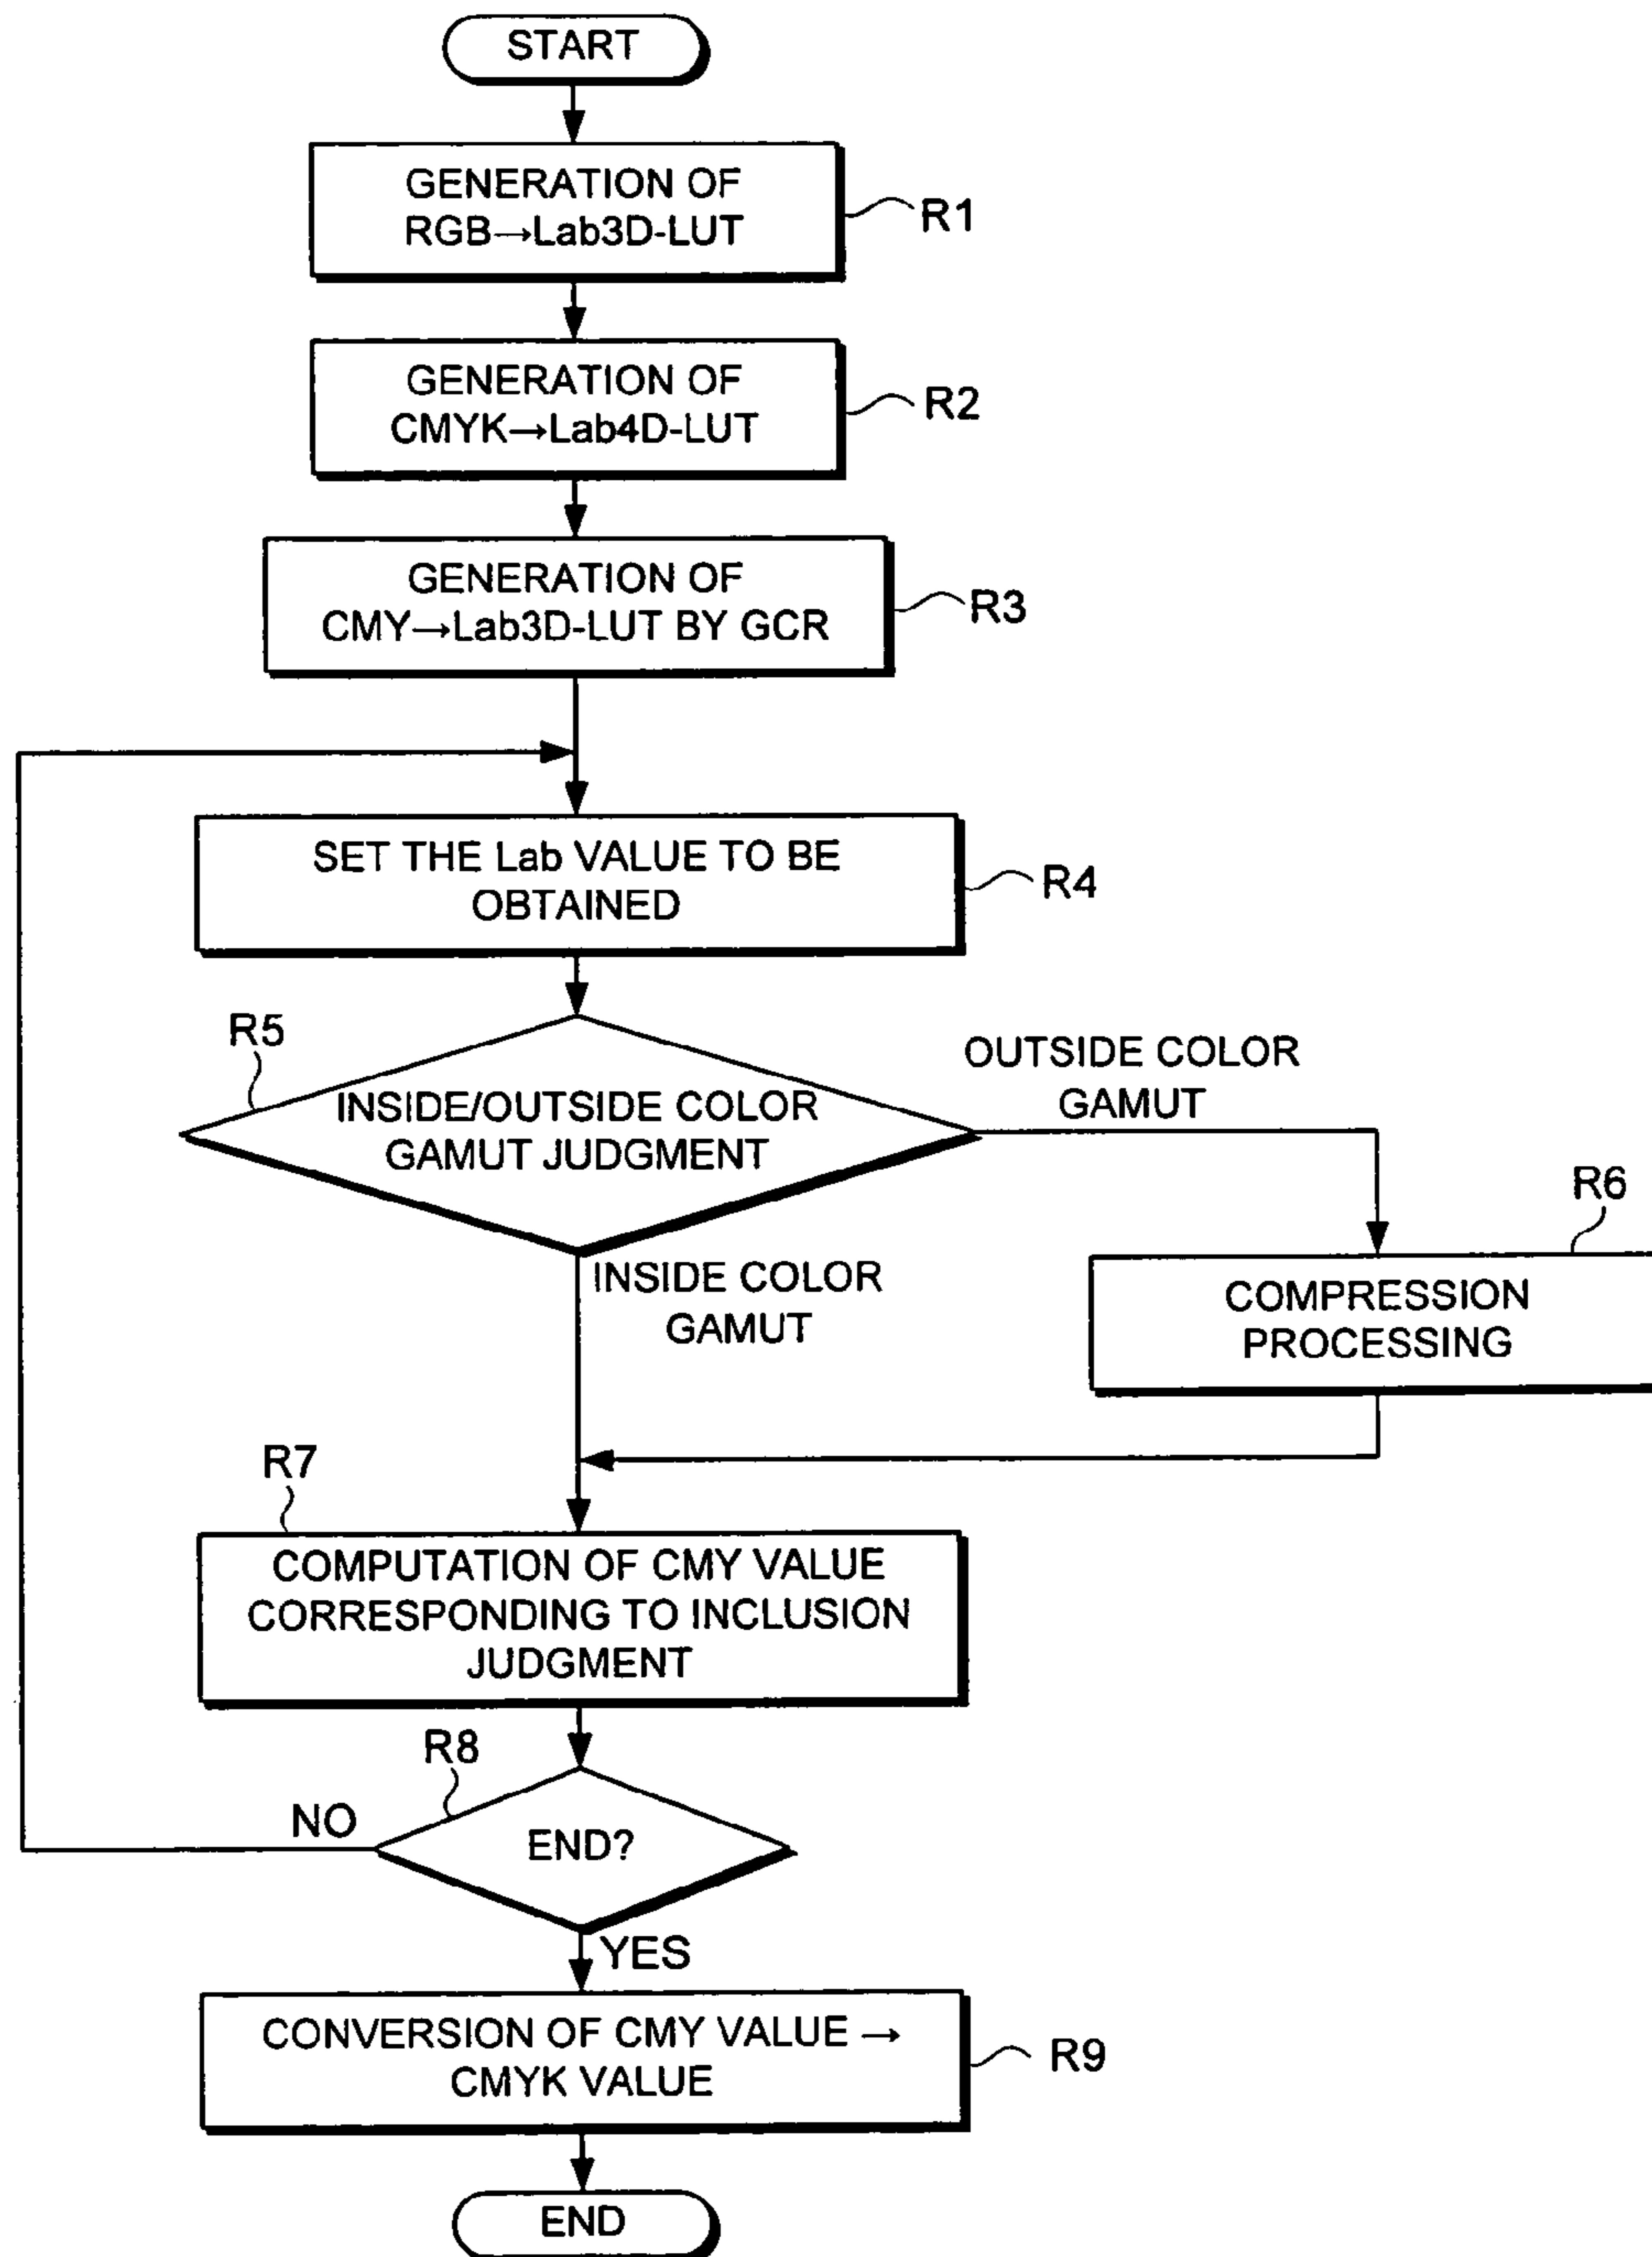 START
GENERATION OF
RGB→Lab3D-LUT
R1
GENERATION OF
CMYK→Lab4D-LUT
R2
GENERATION OF
CMY→Lab3D-LUT BY GCR
R3
SET THE Lab VALUE TO BE
OBTAINED
R4
R5
INSIDE/OUTSIDE COLOR
GAMUT JUDGMENT
OUTSIDE COLOR
GAMUT
R6
COMPRESSION
PROCESSING
INSIDE COLOR
GAMUT
R7
COMPUTATION OF CMY VALUE
CORRESPONDING TO INCLUSION
JUDGMENT
R8
NO
END?
YES
CONVERSION OF CMY VALUE →
CMYK VALUE
R9
END